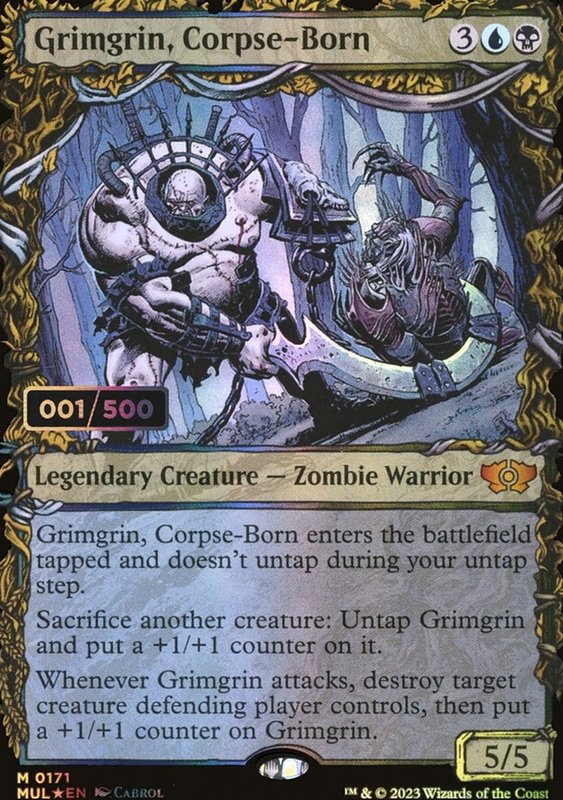 Grimgrin, Corpse-Born 3
001/500
Legendary Creature — Zombie Warrior
Grimgrin, Corpse-Born enters the battlefield
tapped and doesn't untap during your untap
step.
Sacrifice another creature: Untap Grimgrin
and put a +1/+1 counter on it.
Whenever Grimgrin attacks, destroy target
creature defending player controls, then put
a +1/+1 counter on Grimgrin.
5/5
M 0171
MUL★EN CABROL
™ & © 2023 Wizards of the Coast